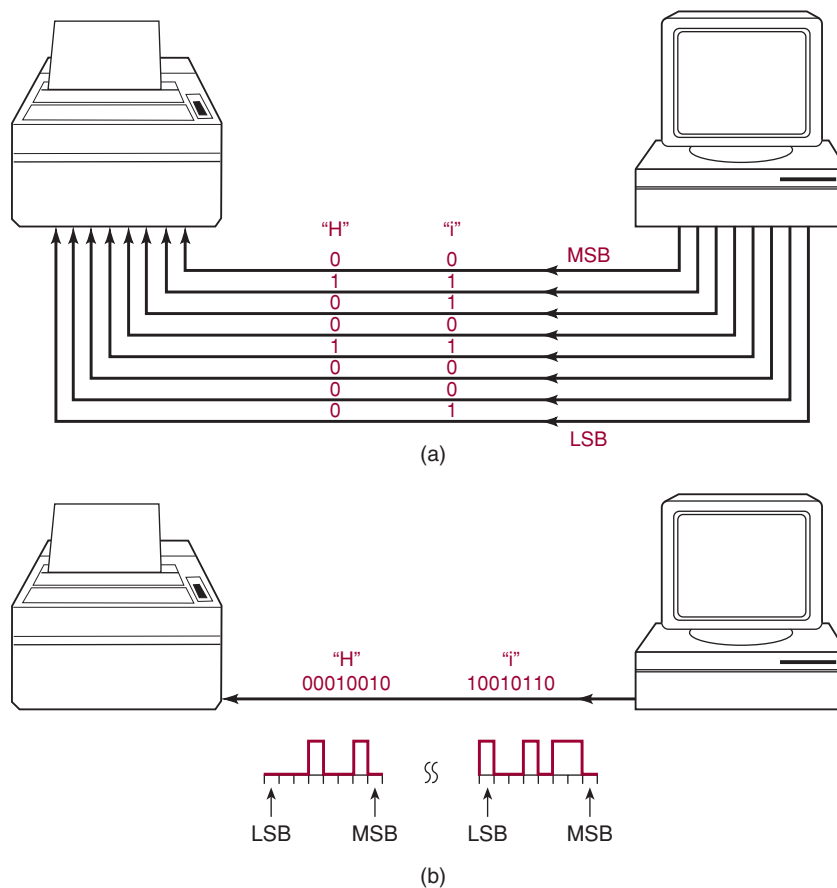 “H” “i”
0 0 MSB
1 1
0 1
0 0
1 1
0 0
0 0
0 1
LSB
(a)
“H” “i”
00010010 10010110
LSB MSB LSB MSB
(b)